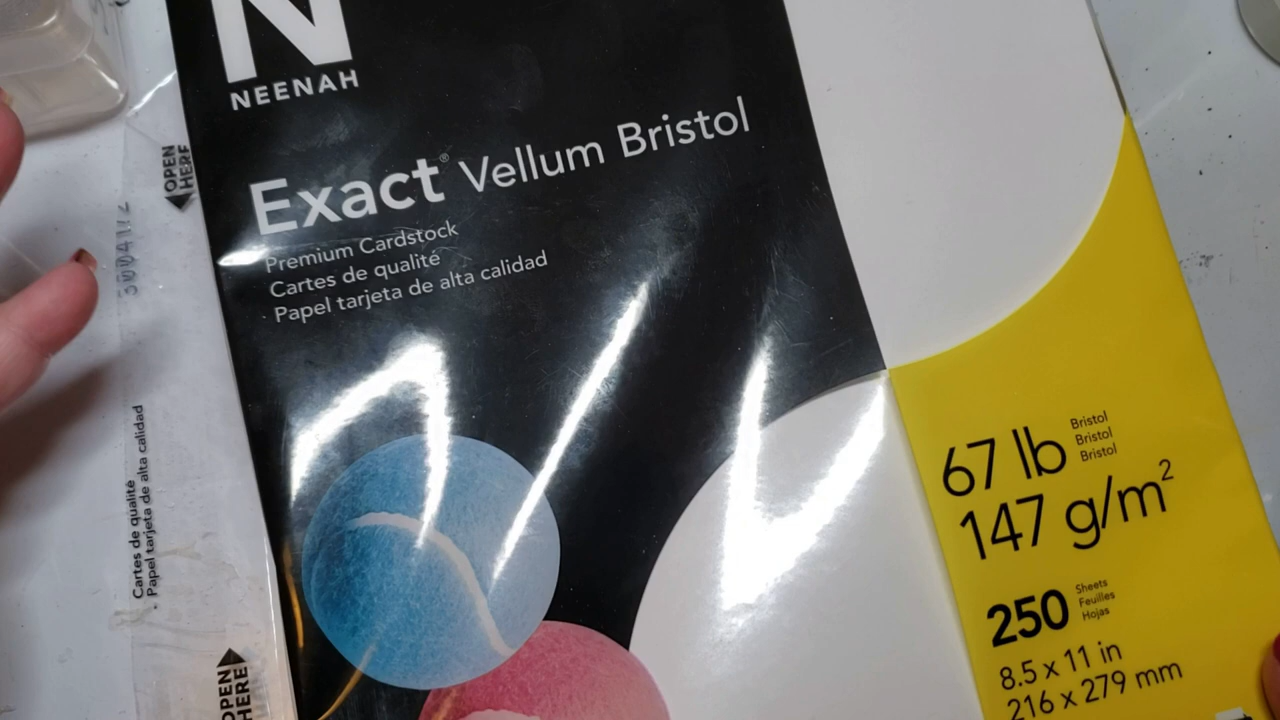 N
NEENAH
Exact® Vellum Bristol
Premium Cardstock
Cartes de qualité
Papel tarjeta de alta calidad
67 lb Bristol
Bristol
Bristol
147 g/m²
250 Sheets
Feuilles
Hojas
8.5 x 11 in
216 x 279 mm
OPEN
HERE
Cartes de qualité
Papel tarjeta de alta calidad
OPEN
HERE